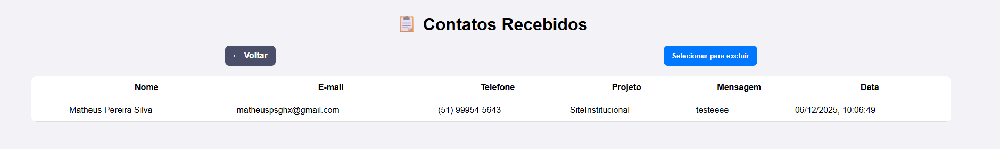 Contatos Recebidos
← Voltar
Selecionar para excluir
Nome E-mail Telefone Projeto Mensagem Data
Matheus Pereira Silva matheuspsghx@gmail.com (51) 99954-5643 SiteInstitucional testeeee 06/12/2025, 10:06:49